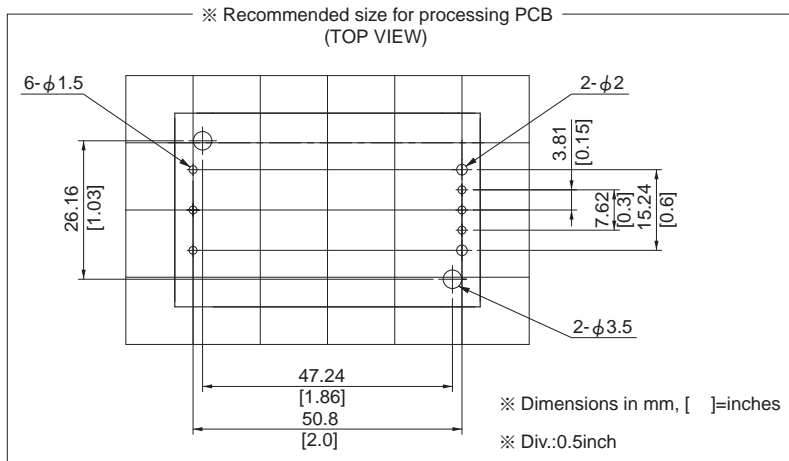 ※ Recommended size for processing PCB
(TOP VIEW)
6-φ1.5
2-φ2
3.81
[0.15]
26.16
[1.03]
7.62
[0.3]
15.24
[0.6]
2-φ3.5
47.24
[1.86]
50.8
[2.0]
※ Dimensions in mm, [ ]=inches
※ Div.:0.5inch